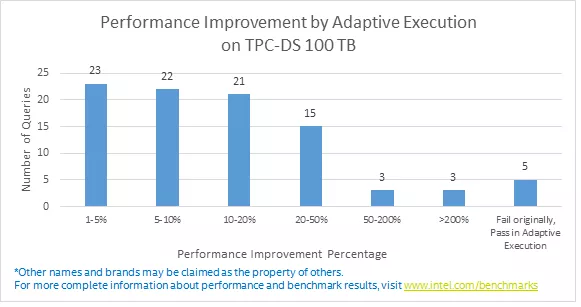 Performance Improvement by Adaptive Execution
on TPC-DS 100 TB
Number of Queries
25
20
15
10
5
0
23
22
21
15
3
3
5
1-5%
5-10%
10-20%
20-50%
50-200%
>200%
Fail originally,
Pass in Adaptive
Execution
Performance Improvement Percentage
*Other names and brands may be claimed as the property of others.
For more complete information about performance and benchmark results, visit www.intel.com/benchmarks